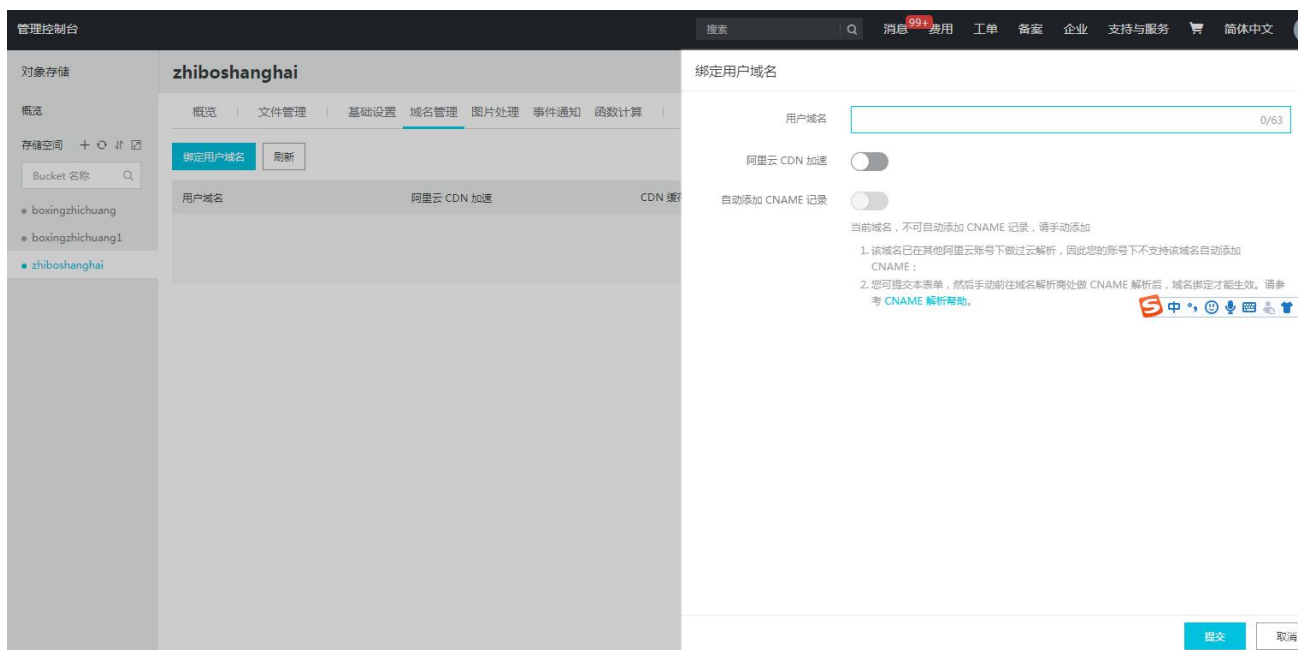 管理控制台
搜索
消息 99+ 费用 工单 备案 企业 支持与服务 简体中文
对象存储
概览
存储空间
Bucket 名称
boxingzhichuang
boxingzhichuang1
zhiboshanghai
zhiboshanghai
概览 文件管理 基础设置 域名管理 图片处理 事件通知 函数计算
绑定用户域名 刷新
用户域名 阿里云 CDN 加速 CDN 缓
绑定用户域名
用户域名 0/63
阿里云 CDN 加速
自动添加 CNAME 记录
当前域名,不可自动添加 CNAME 记录,请手动添加
1. 该域名已在其他阿里云账号下做过云解析,因此您的账号下不支持该域名自动添加
CNAME;
2. 您可提交本表单,然后手动前往域名解析商处做 CNAME 解析后,域名绑定才能生效。请参
考 CNAME 解析帮助。
中
提交 取消